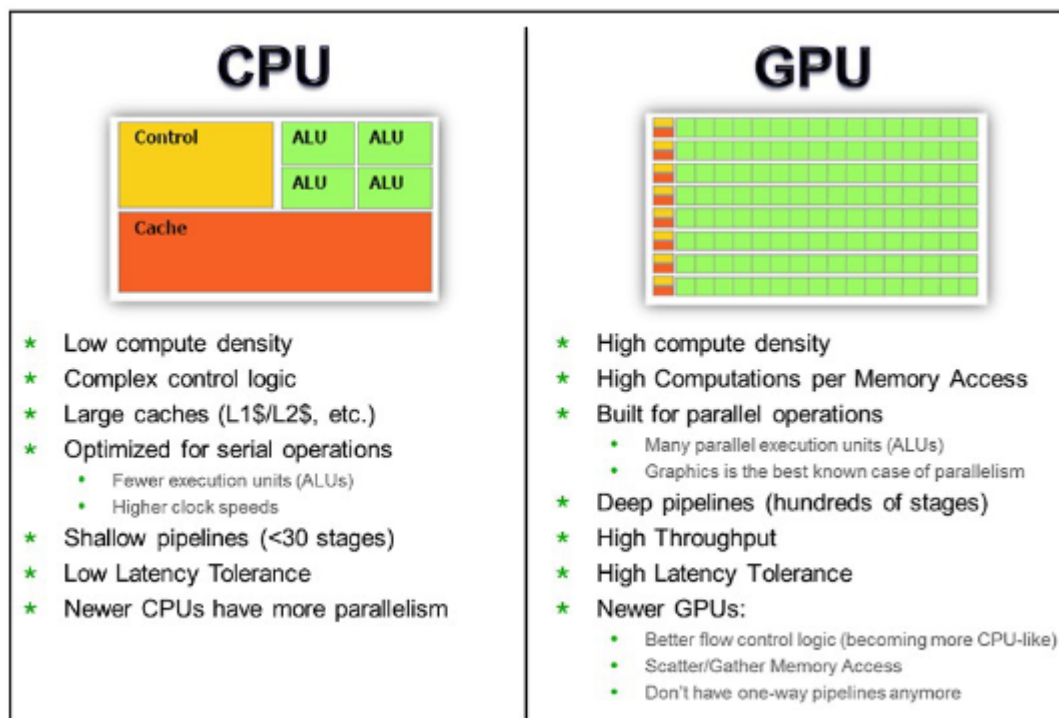 CPU
Control
ALU
ALU
ALU
ALU
Cache
* Low compute density
* Complex control logic
* Large caches (L1$/L2$, etc.)
* Optimized for serial operations
• Fewer execution units (ALUs)
• Higher clock speeds
* Shallow pipelines (<30 stages)
* Low Latency Tolerance
* Newer CPUs have more parallelism
GPU
* High compute density
* High Computations per Memory Access
* Built for parallel operations
• Many parallel execution units (ALUs)
• Graphics is the best known case of parallelism
* Deep pipelines (hundreds of stages)
* High Throughput
* High Latency Tolerance
* Newer GPUs:
• Better flow control logic (becoming more CPU-like)
• Scatter/Gather Memory Access
• Don't have one-way pipelines anymore